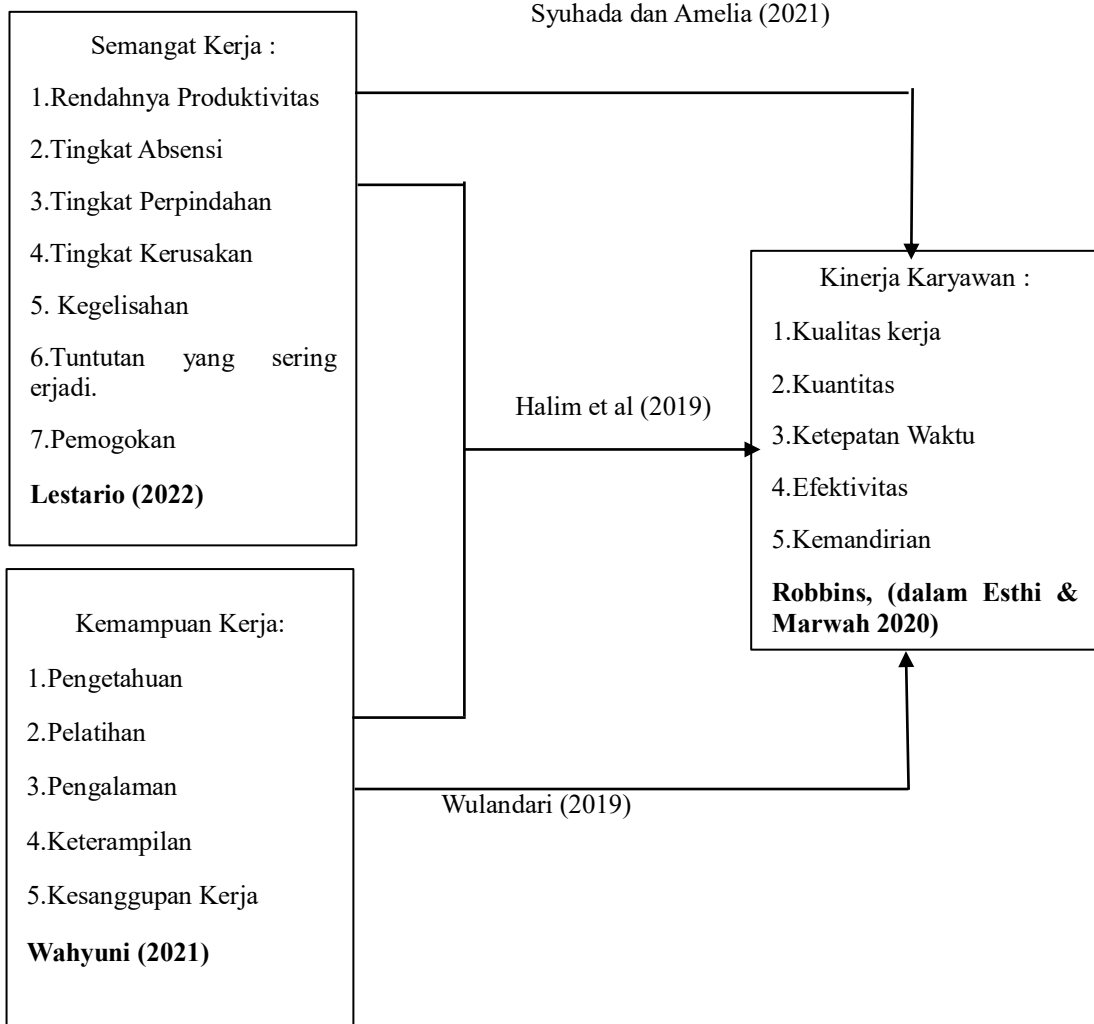 Syuhada dan Amelia (2021)
Semangat Kerja :
1.Rendahnya Produktivitas
2.Tingkat Absensi
3.Tingkat Perpindahan
4.Tingkat Kerusakan
5. Kegelisahan
6.Tuntutan yang sering
erjadi.
7.Pemogokan
Lestario (2022)
Halim et al (2019)
Kinerja Karyawan :
1.Kualitas kerja
2.Kuantitas
3.Ketepatan Waktu
4.Efektivitas
5.Kemandirian
Robbins, (dalam Esthi &
Marwah 2020)
Kemampuan Kerja:
1.Pengetahuan
2.Pelatihan
3.Pengalaman
4.Keterampilan
5.Kesanggupan Kerja
Wahyuni (2021)
Wulandari (2019)